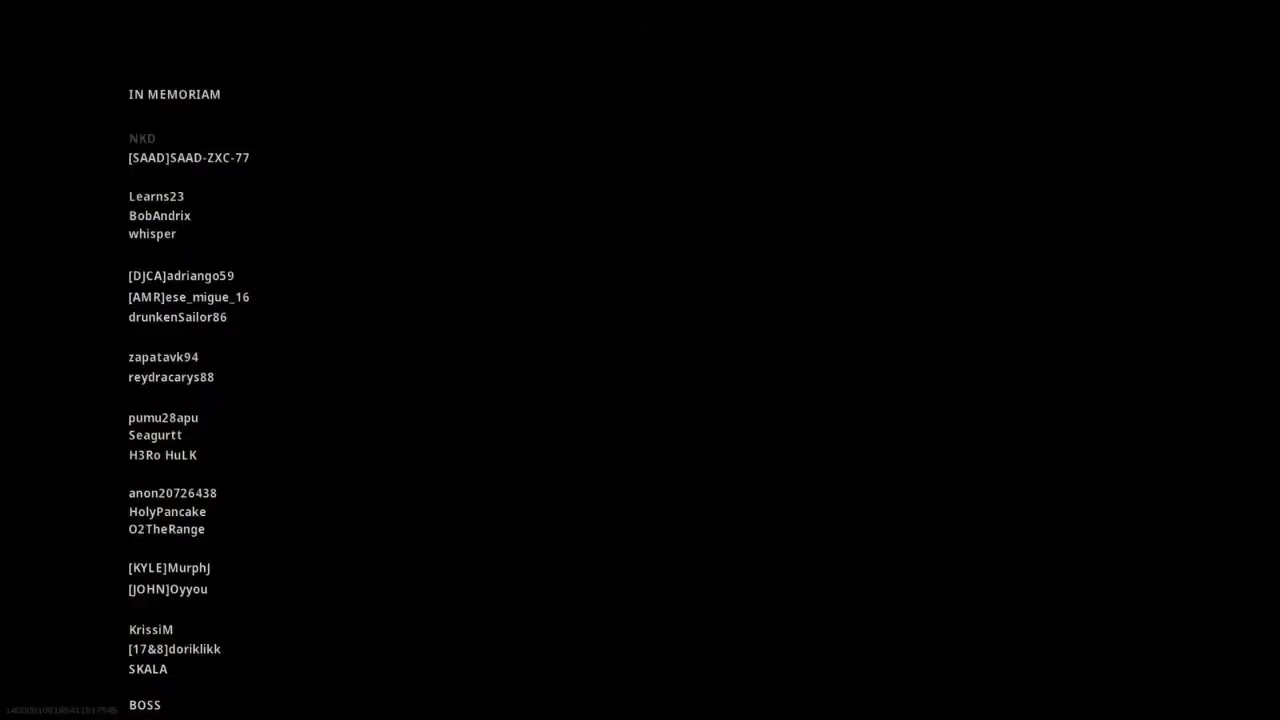 IN MEMORIAM
NKD
[SAAD]SAAD-ZXC-77
Learns23
BobAndrix
whisper
[DJCA]adriango59
[AMR]ese_migue_16
drunkenSailor86
zapatavk94
reydracarys88
pumu28apu
Seagurtt
H3Ro HuLK
anon20726438
HolyPancake
O2TheRange
[KYLE]MurphJ
[JOHN]Oyyou
KrissiM
[17&8]doriklikk
SKALA
BOSS